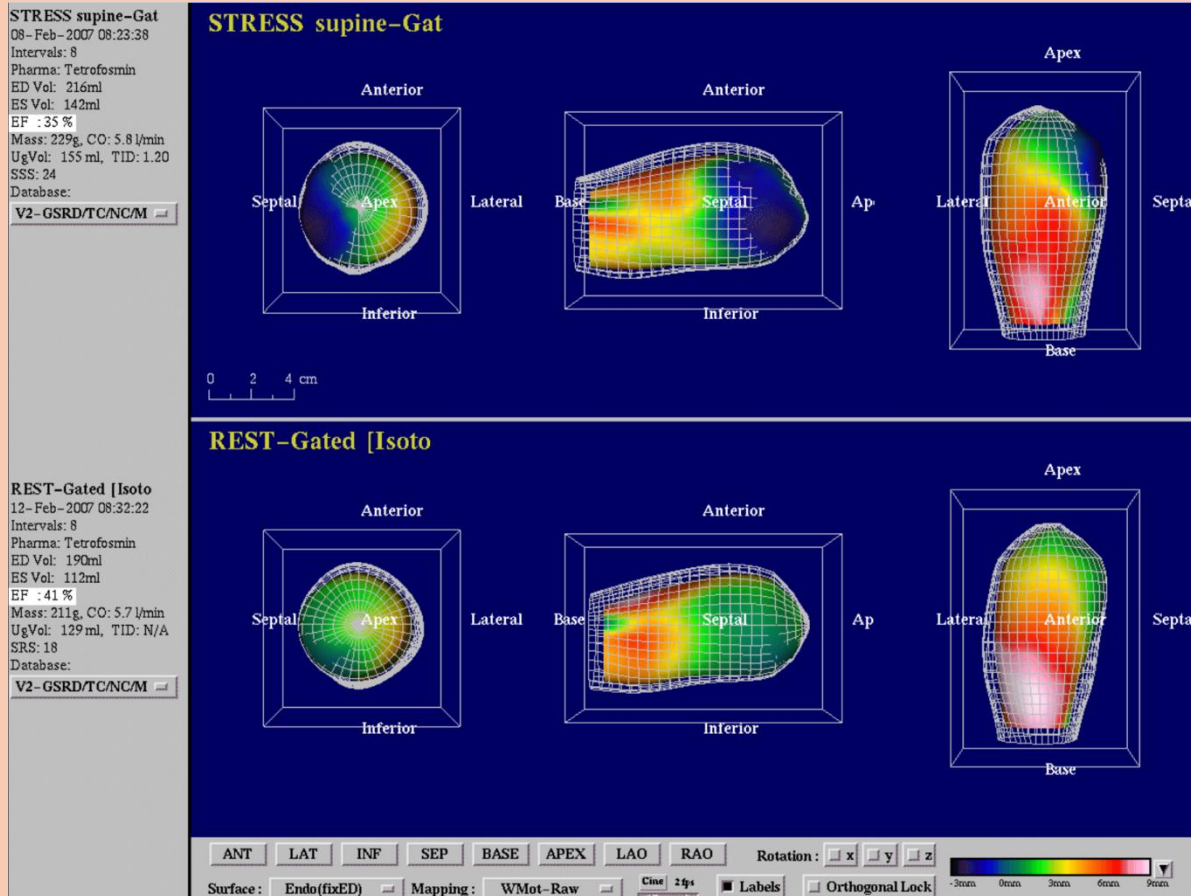 STRESS supine-Gat
08-Feb-2007 08:23:38
Intervals: 8
Pharma: Tetrofosmin
ED Vol: 216ml
ES Vol: 142ml
EF : 35 %
Mass: 229g, CO: 5.8 l/min
UgVol: 155 ml, TID: 1.20
SSS: 24
Database:
V2-GSRD/TC/NC/M
STRESS supine-Gat
Anterior
Septal
Apex
Lateral
Inferior
Anterior
Base
Septal
Ap
Inferior
Apex
Lateral
Anterior
Septa
Base
0 2 4 cm
REST-Gated [Isoto
12-Feb-2007 08:32:22
Intervals: 8
Pharma: Tetrofosmin
ED Vol: 190ml
ES Vol: 112ml
EF : 41 %
Mass: 211g, CO: 5.7 l/min
UgVol: 129 ml, TID: N/A
SRS: 18
Database:
V2-GSRD/TC/NC/M
REST-Gated [Isoto
Anterior
Septal
Apex
Lateral
Inferior
Anterior
Base
Septal
Ap
Inferior
Apex
Lateral
Anterior
Septa
Base
ANT LAT INF SEP BASE APEX LAO RAO Rotation : x y z
Surface : Endo(fixED) Mapping : WMot-Raw Cine 2 fps Labels Orthogonal Lock
-3mm 0mm 3mm 6mm 9mm